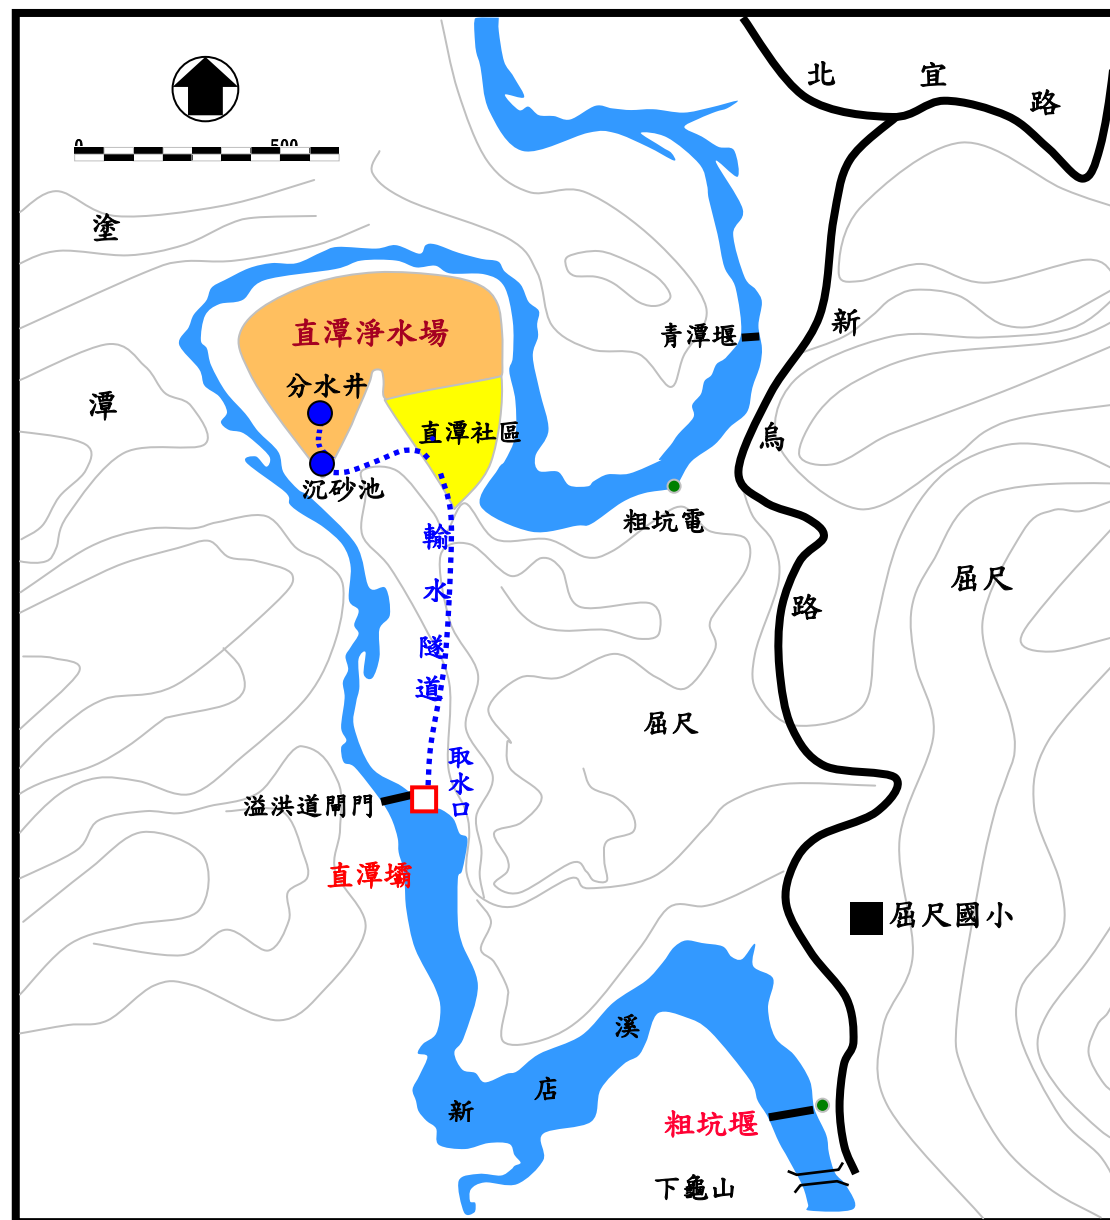 北宜路
0 500
塗潭
直潭淨水場
新烏路
青潭堰
分水井
直潭社區
沉砂池
粗坑電
輸水隧道
屈尺
屈尺
取水口
溢洪道閘門
直潭壩
屈尺國小
新店溪
粗坑堰
下龜山